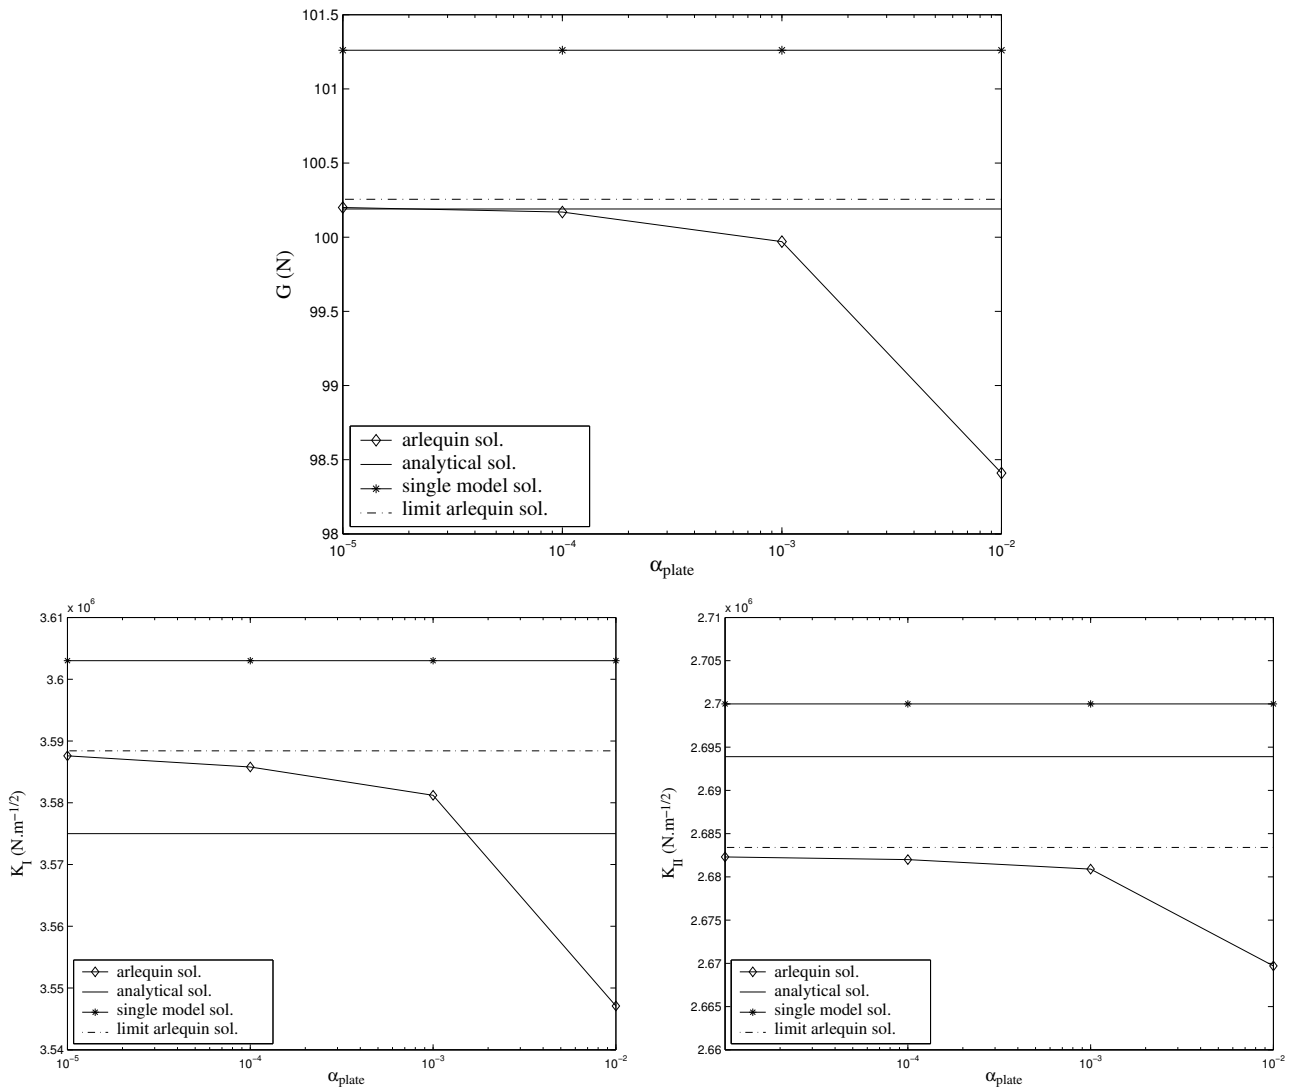 101.5
101
100.5
100
99.5
99
98.5
98
G (N)
arlequin sol.
analytical sol.
single model sol.
limit arlequin sol.
10⁻⁵ 10⁻⁴ 10⁻³ 10⁻²
α_plate
x 10⁶
3.61
3.6
3.59
3.58
3.57
3.56
3.55
3.54
K_I (N.m⁻¹/²)
arlequin sol.
analytical sol.
single model sol.
limit arlequin sol.
10⁻⁵ 10⁻⁴ 10⁻³ 10⁻²
α_plate
x 10⁶
2.71
2.705
2.7
2.695
2.69
2.685
2.68
2.675
2.67
2.665
2.66
K_II (N.m⁻¹/²)
arlequin sol.
analytical sol.
single model sol.
limit arlequin sol.
10⁻⁴ 10⁻³ 10⁻²
α_plate